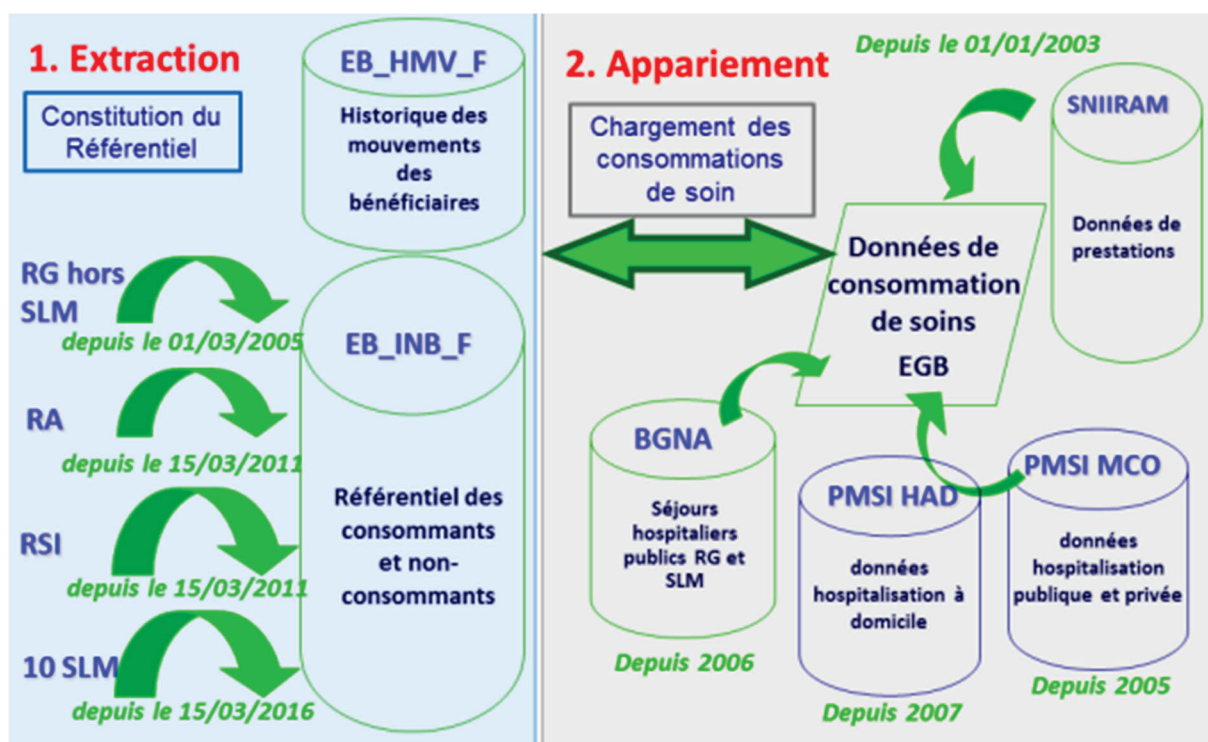 1. Extraction
Constitution du
Référentiel
EB_HMV_F
Historique des
mouvements
des
bénéficiaires
RG hors
SLM
depuis le 01/03/2005
RA
depuis le 15/03/2011
RSI
depuis le 15/03/2011
10 SLM
depuis le 15/03/2016
EB_INB_F
Référentiel des
consommants
et non-
consommants
2. Appariement
Chargement des
consommations
de soin
Depuis le 01/01/2003
SNIIRAM
Données de
prestations
Données de
consommation
de soins
EGB
BGNA
Séjours
hospitaliers
publics RG et
SLM
Depuis 2006
PMSI HAD
données
hospitalisation à
domicile
Depuis 2007
PMSI MCO
données
hospitalisation
publique et privée
Depuis 2005